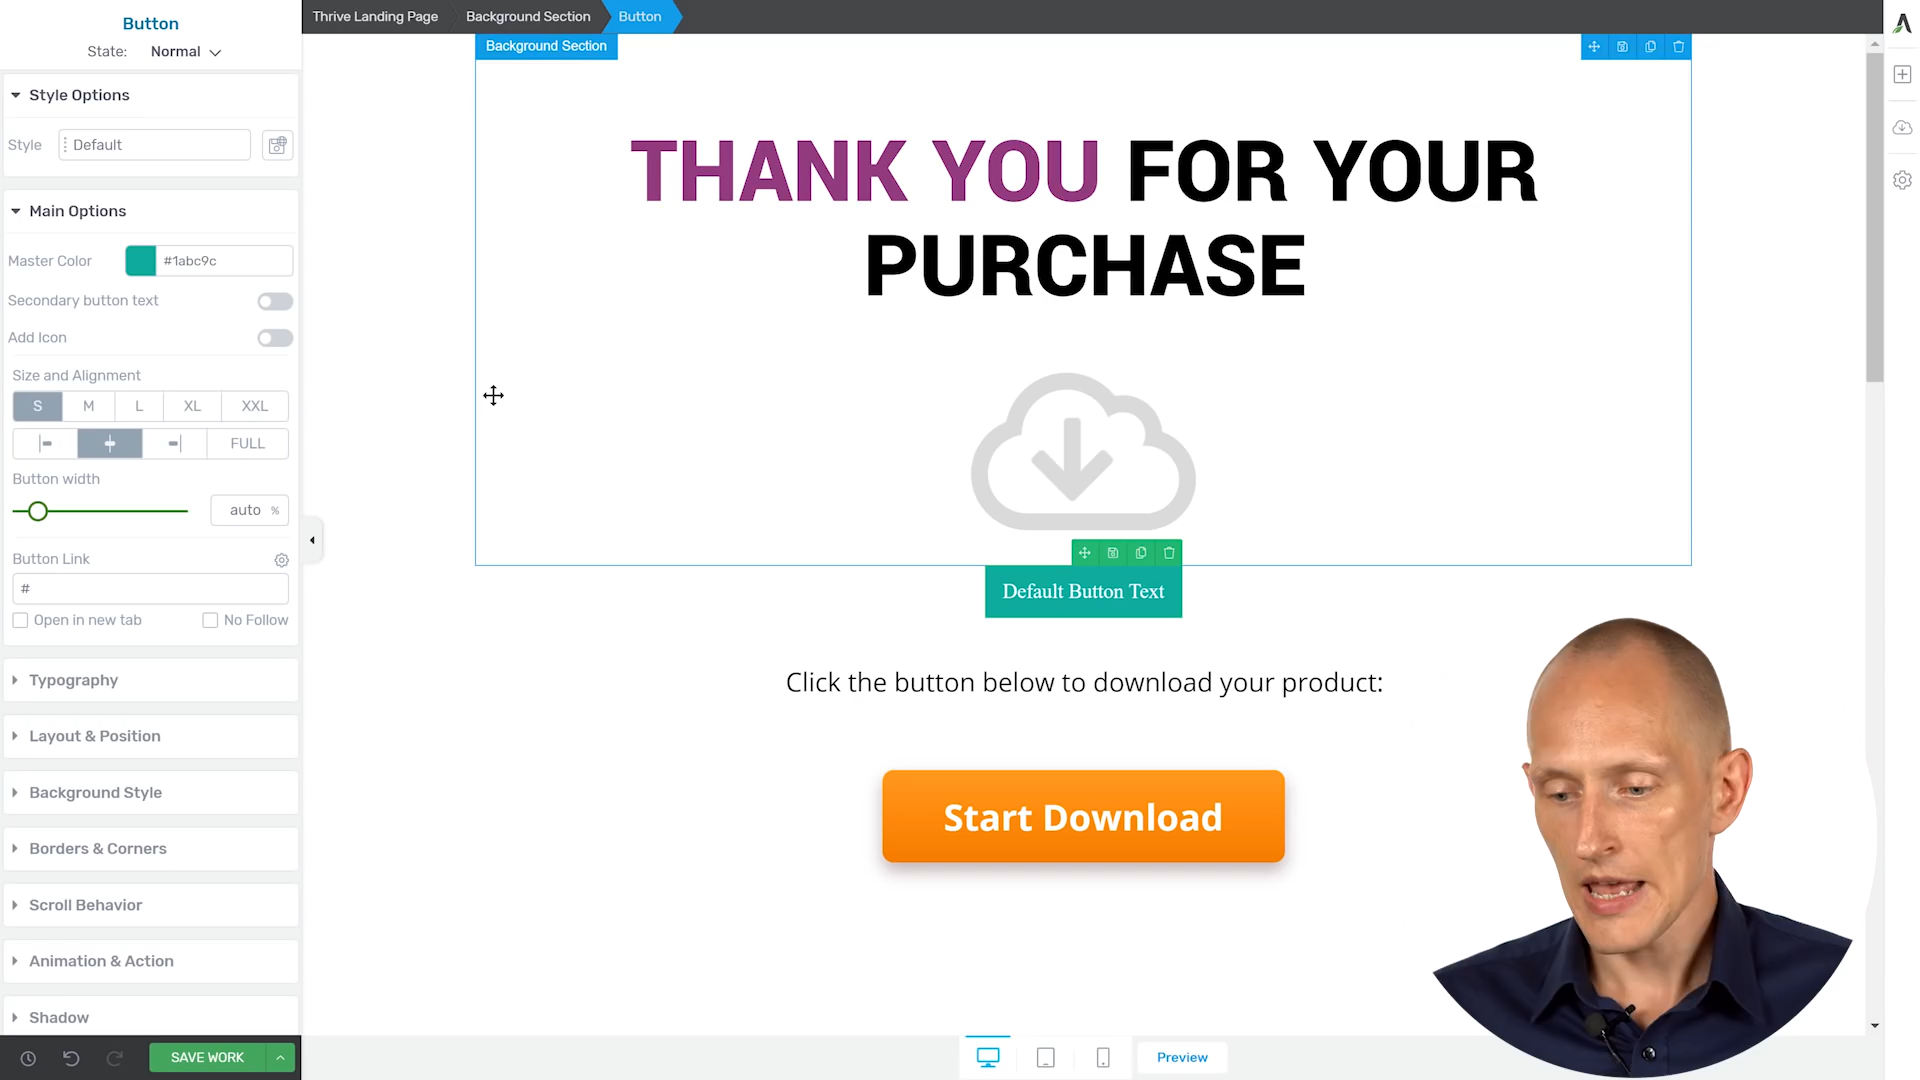 Button
State: Normal
Style Options
Style Default
Main Options
Master Color #1abc9c
Secondary button text
Add Icon
Size and Alignment
S M L XL XXL
FULL
Button width
auto %
Button Link
#
Open in new tab No Follow
Typography
Layout & Position
Background Style
Borders & Corners
Scroll Behavior
Animation & Action
Shadow
SAVE WORK
Thrive Landing Page Background Section Button
Background Section
THANK YOU FOR YOUR
PURCHASE
Default Button Text
Click the button below to download your product:
Start Download
Preview